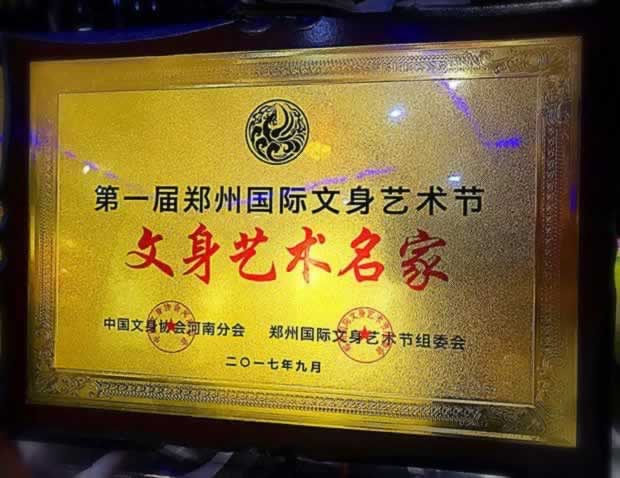 第一届郑州国际文身艺术节
文身艺术名家
中国文身协会河南分会 郑州国际文身艺术节组委会
二〇一七年九月